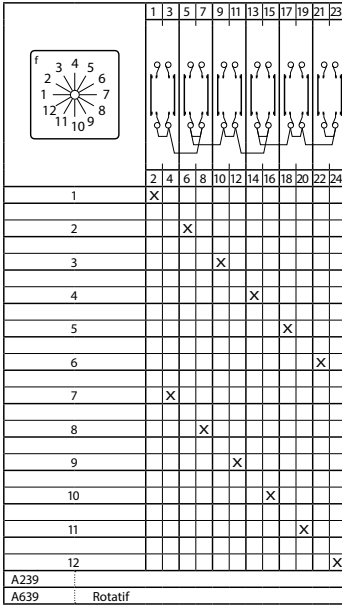 1 3 5 7 9 11 13 15 17 19 21 23
f
3 4 5
2 6
1 7
12 8
11 10 9
2 4 6 8 10 12 14 16 18 20 22 24
1 X
2 X
3 X
4 X
5 X
6 X
7 X
8 X
9 X
10 X
11 X
12 X
A239
A639 Rotatif